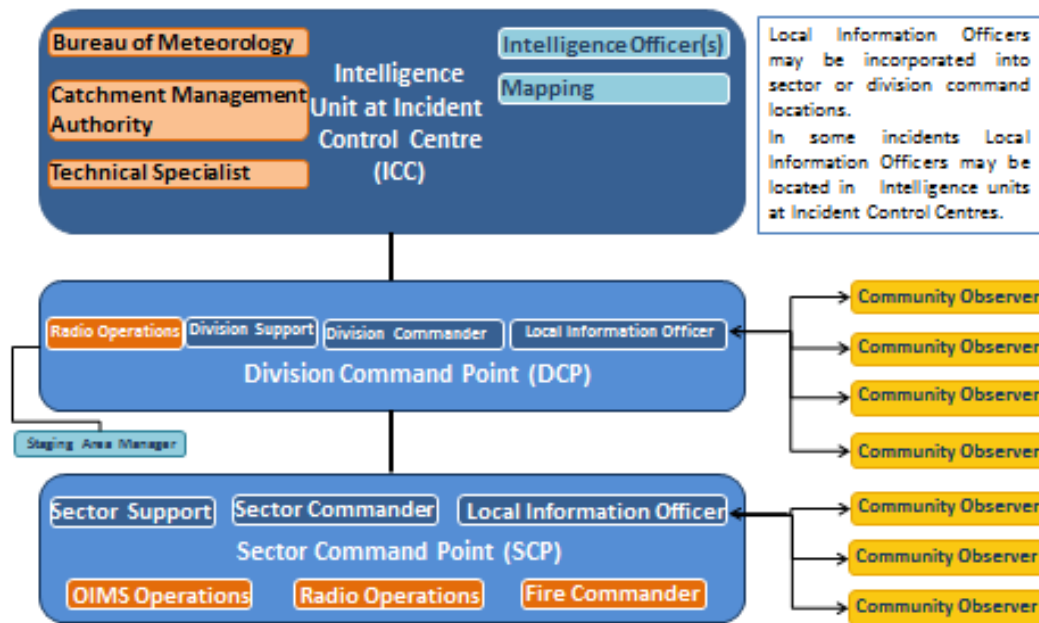 Bureau of Meteorology
Catchment Management
Authority
Technical Specialist
Intelligence
Unit at Incident
Control Centre
(ICC)
Intelligence Officer(s)
Mapping
Local Information Officers
may be incorporated into
sector or division command
locations.
In some incidents Local
Information Officers may be
located in Intelligence units
at Incident Control Centres.
Radio Operations
Division Support
Division Commander
Local Information Officer
Division Command Point (DCP)
Community Observer
Community Observer
Community Observer
Community Observer
Staging Area Manager
Sector Support
Sector Commander
Local Information Officer
Sector Command Point (SCP)
OIMS Operations
Radio Operations
Fire Commander
Community Observer
Community Observer
Community Observer